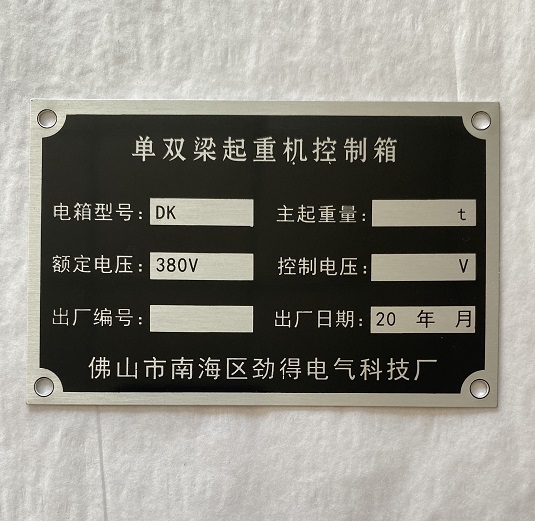 单双梁起重机控制箱
电箱型号: DK 主起重量: t
额定电压: 380V 控制电压: V
出厂编号: 出厂日期: 20 年 月
佛山市南海区劲得电气科技厂